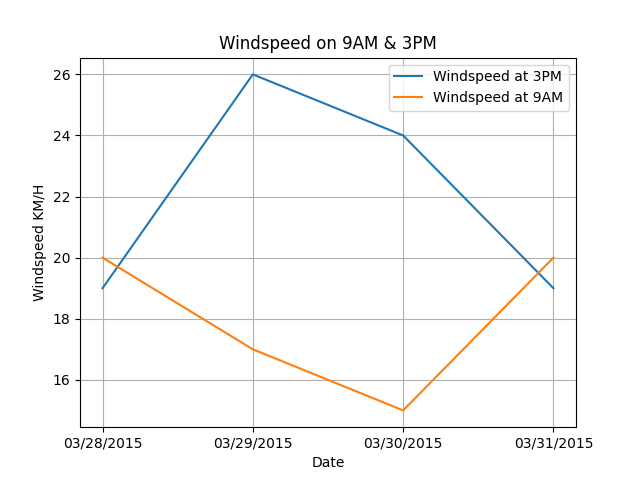 Windspeed on 9AM & 3PM
Windspeed at 3PM
Windspeed at 9AM
Windspeed KM/H
26
24
22
20
18
16
03/28/2015 03/29/2015 03/30/2015 03/31/2015
Date